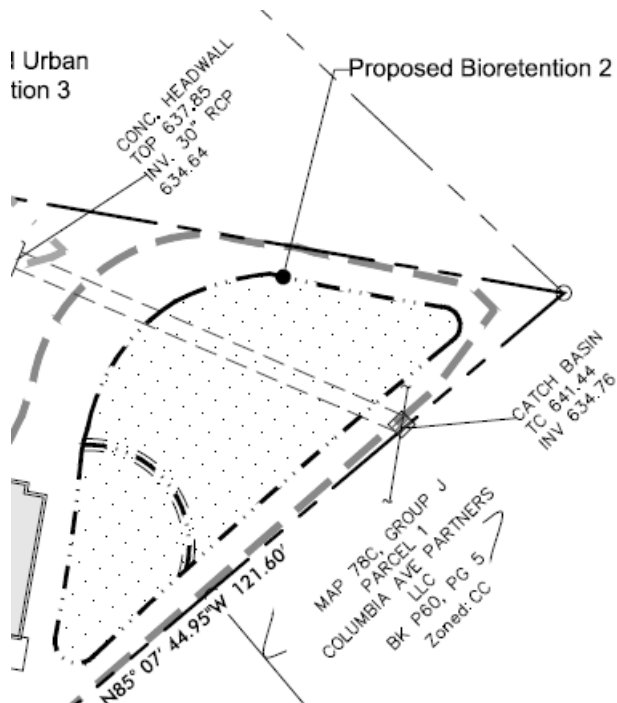 l Urban
tion 3
Proposed Bioretention 2
CONC. HEADWALL
TOP 637.85
INV. 30" RCP
634.64
CATCH BASIN
TC 641.44
INV 634.76
MAP 78C, GROUP J
PARCEL 1
COLUMBIA AVE PARTNERS
LLC
BK P60, PG 5
Zoned: CC
N85° 07' 44.95"W 121.60'